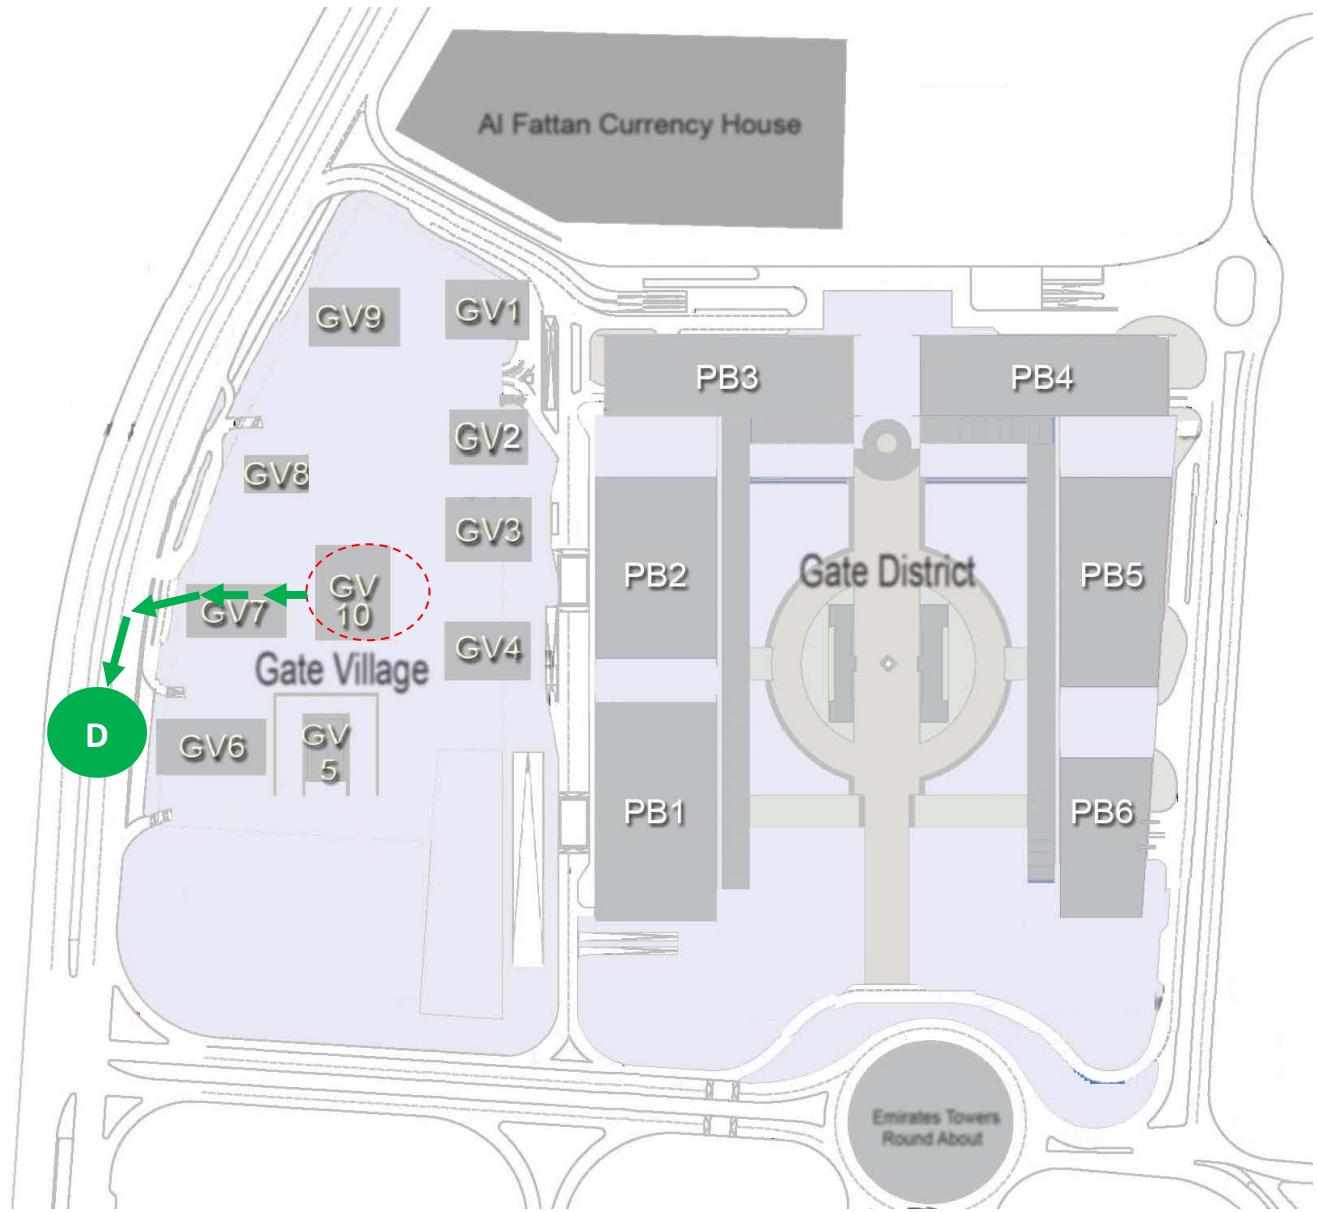 Al Fattan Currency House
GV9
GV1
PB3
PB4
GV2
GV8
GV3
PB2
Gate District
PB5
GV
10
GV7
GV4
Gate Village
D
GV6
GV
5
PB1
PB6
Emirates Towers
Round About